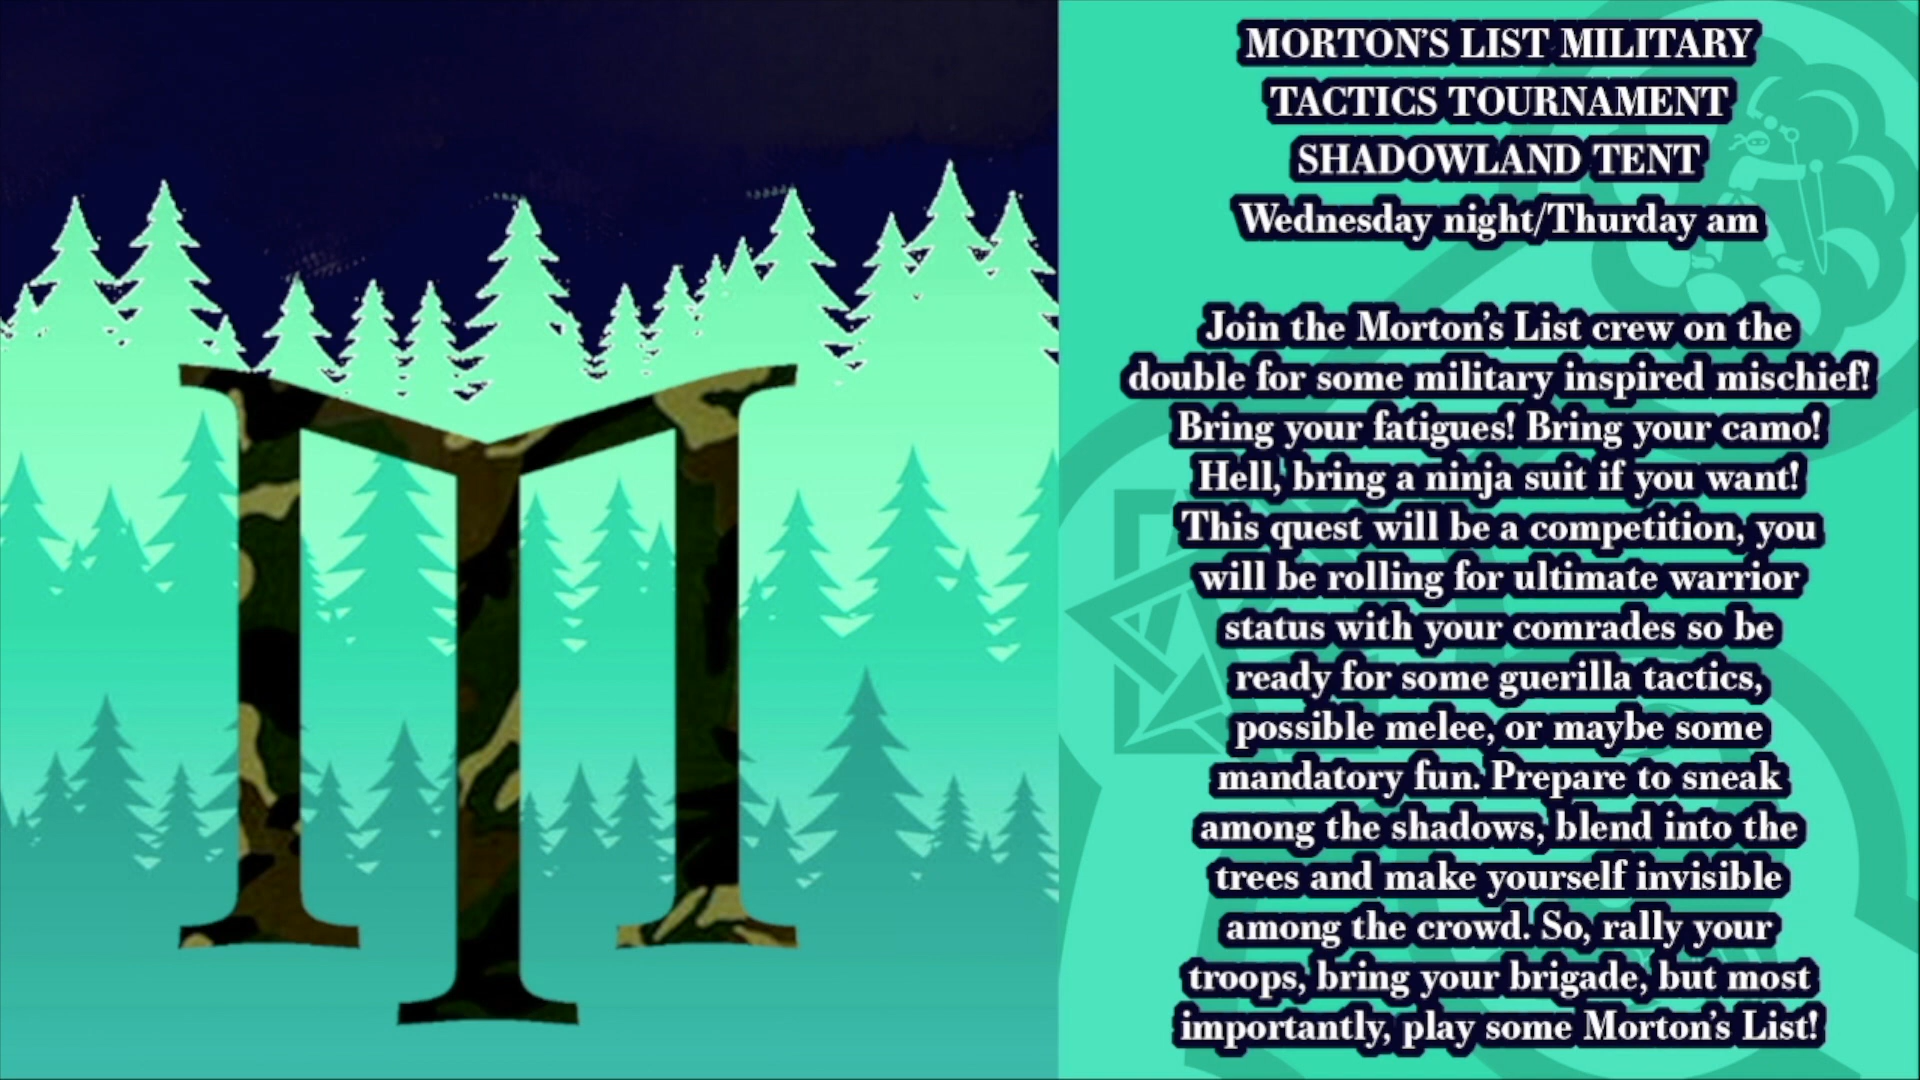 MORTON'S LIST MILITARY
TACTICS TOURNAMENT
SHADOWLAND TENT
Wednesday night/Thurday am
Join the Morton's List crew on the
double for some military inspired mischief!
Bring your fatigues! Bring your camo!
Hell, bring a ninja suit if you want!
This quest will be a competition, you
will be rolling for ultimate warrior
status with your comrades so be
ready for some guerilla tactics,
possible melee, or maybe some
mandatory fun. Prepare to sneak
among the shadows, blend into the
trees and make yourself invisible
among the crowd. So, rally your
troops, bring your brigade, but most
importantly, play some Morton's List!